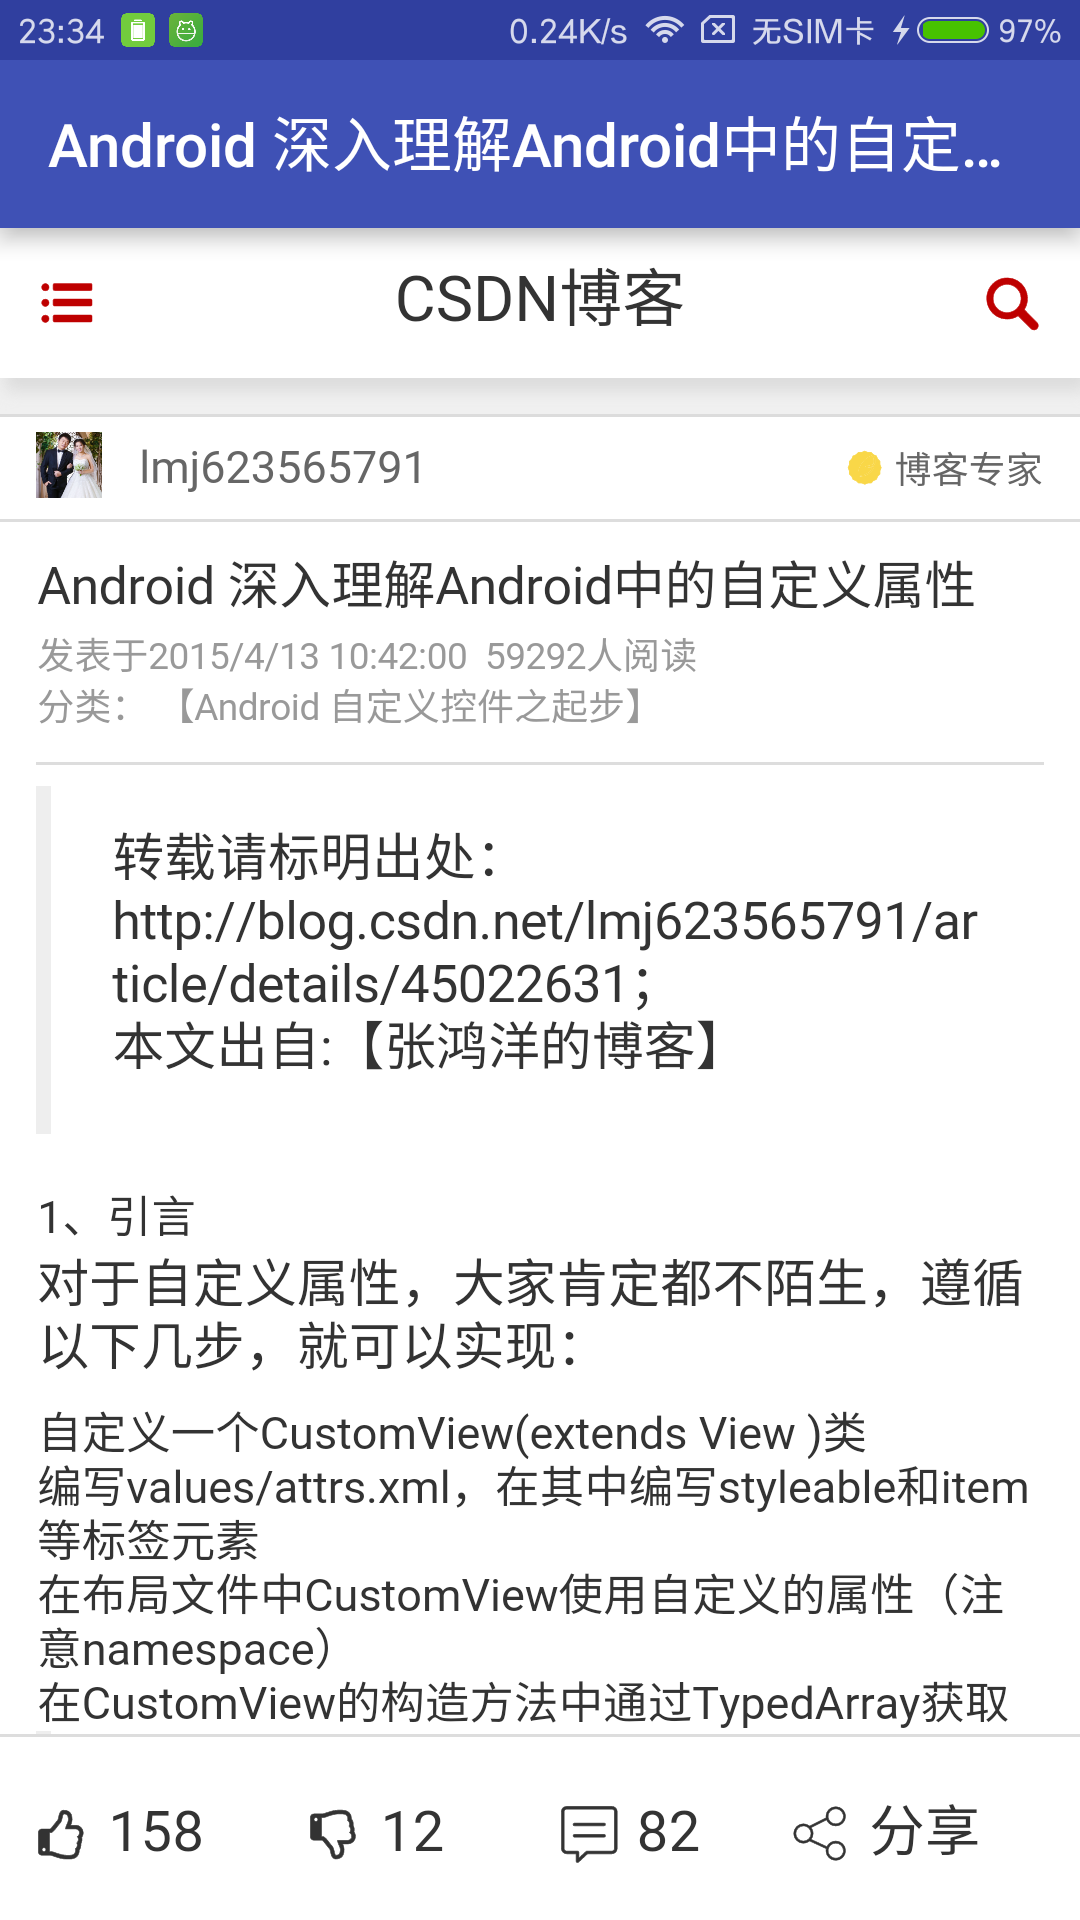 23:34 0.24K/s 无SIM卡 97%
Android 深入理解Android中的自定...
CSDN博客
lmj623565791 博客专家
Android 深入理解Android中的自定义属性
发表于2015/4/13 10:42:00 59292人阅读
分类： 【Android 自定义控件之起步】
转载请标明出处：
http://blog.csdn.net/lmj623565791/ar
ticle/details/45022631；
本文出自:【张鸿洋的博客】
1、引言
对于自定义属性，大家肯定都不陌生，遵循
以下几步，就可以实现：
自定义一个CustomView(extends View )类
编写values/attrs.xml，在其中编写styleable和item
等标签元素
在布局文件中CustomView使用自定义的属性（注
意namespace）
在CustomView的构造方法中通过TypedArray获取
158 12 82 分享